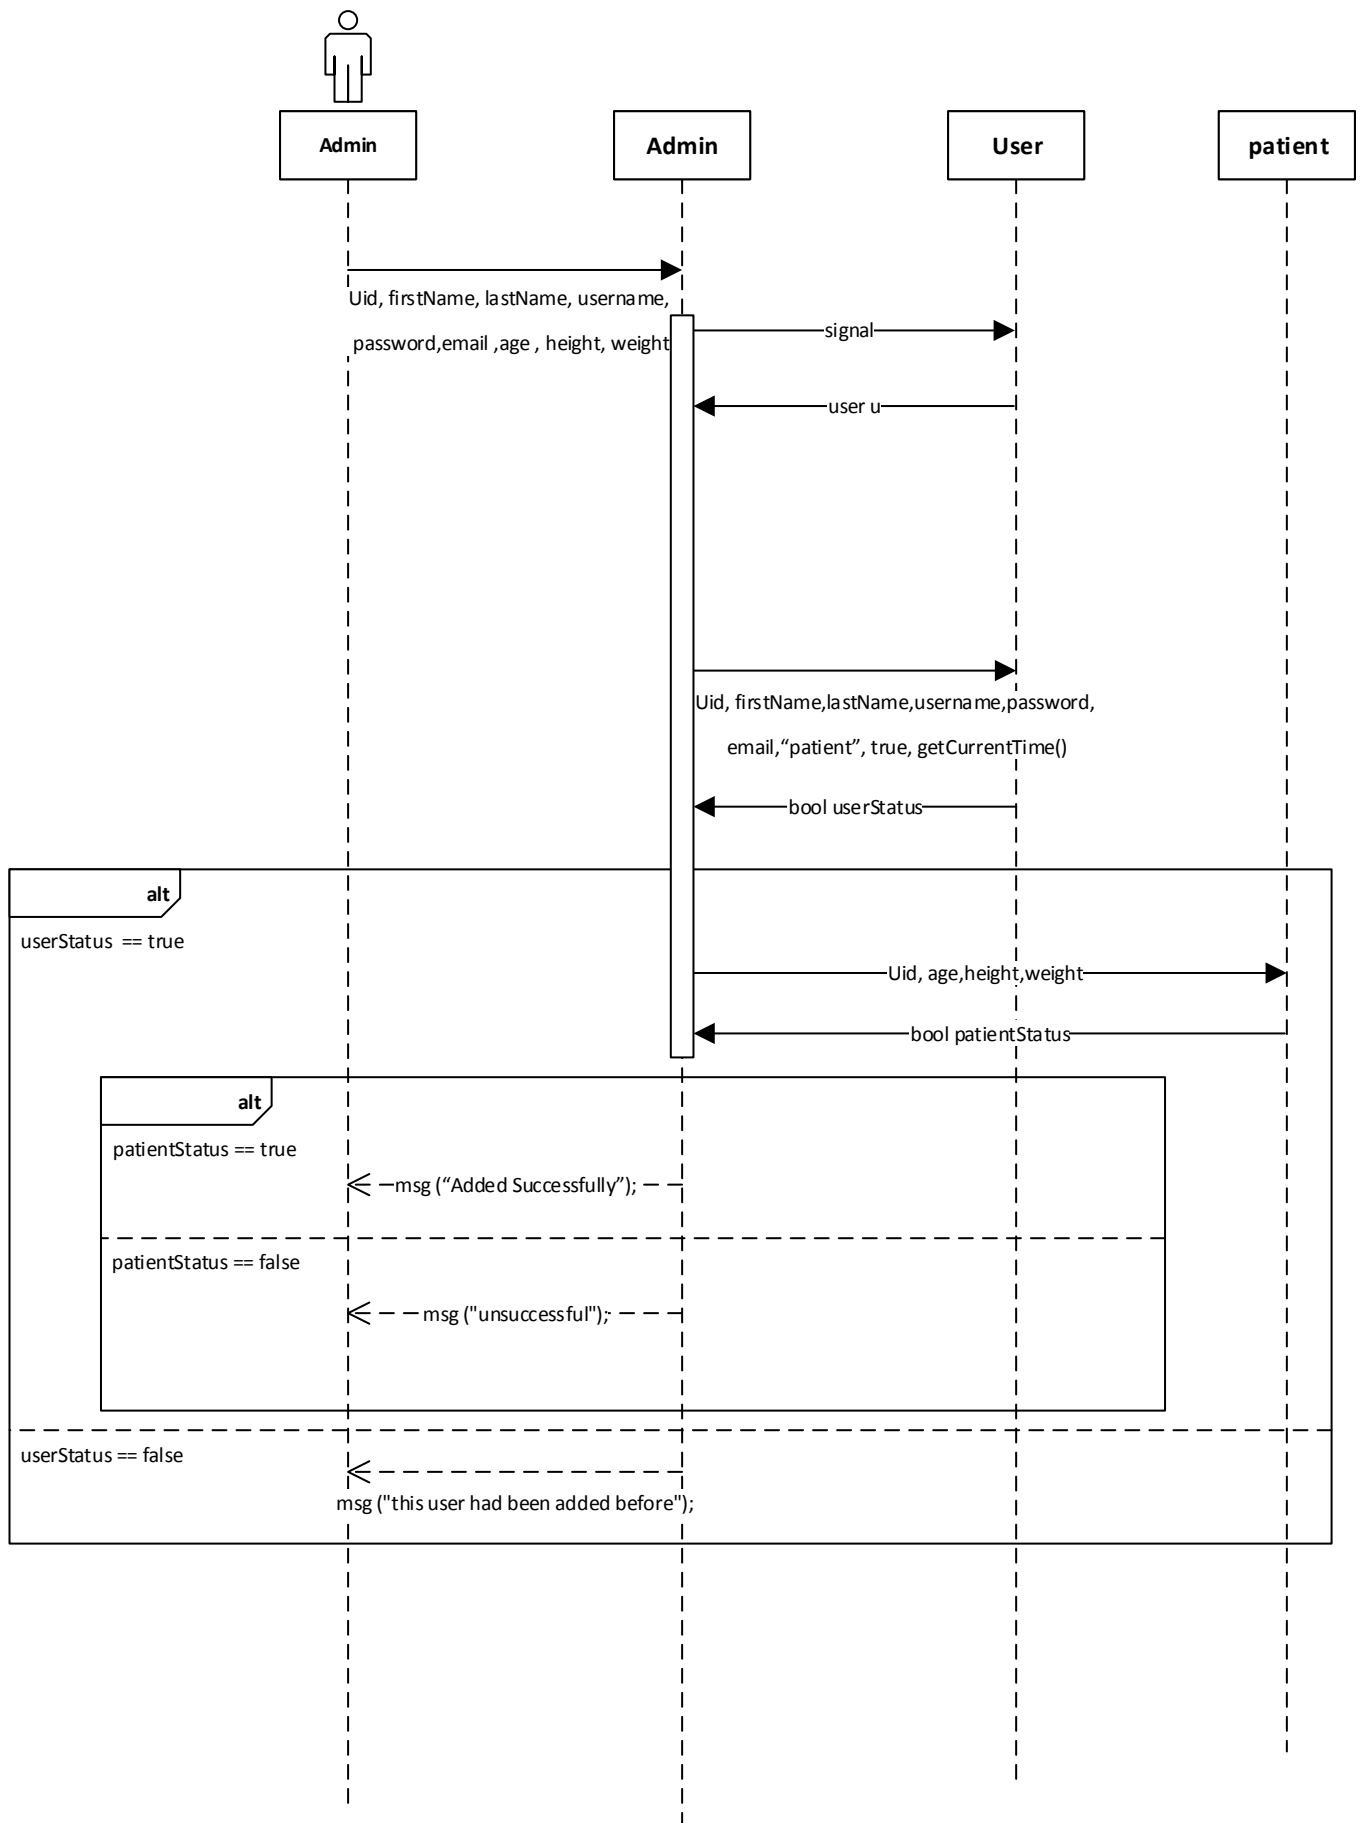 Admin
Admin
User
patient
Uid, firstName, lastName, username,
password,email ,age , height, weight
signal
user u
Uid, firstName,lastName,username,password,
email,“patient”, true, getCurrentTime()
bool userStatus
alt
userStatus == true
Uid, age,height,weight
bool patientStatus
alt
patientStatus == true
msg (“Added Successfully”);
patientStatus == false
msg ("unsuccessful");
userStatus == false
msg ("this user had been added before");